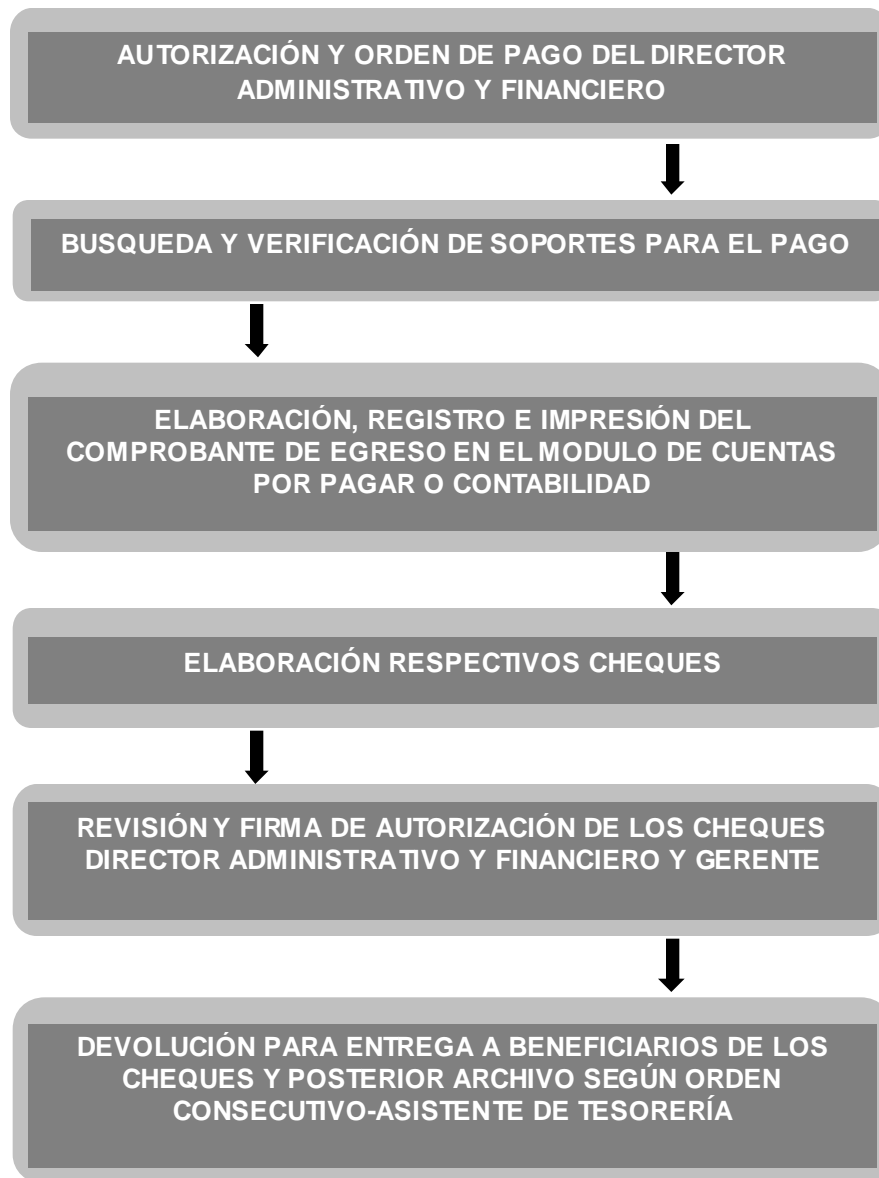 AUTORIZACIÓN Y ORDEN DE PAGO DEL DIRECTOR
ADMINISTRATIVO Y FINANCIERO
BUSQUEDA Y VERIFICACIÓN DE SOPORTES PARA EL PAGO
ELABORACIÓN, REGISTRO E IMPRESIÓN DEL
COMPROBANTE DE EGRESO EN EL MODULO DE CUENTAS
POR PAGAR O CONTABILIDAD
ELABORACIÓN RESPECTIVOS CHEQUES
REVISIÓN Y FIRMA DE AUTORIZACIÓN DE LOS CHEQUES
DIRECTOR ADMINISTRATIVO Y FINANCIERO Y GERENTE
DEVOLUCIÓN PARA ENTREGA A BENEFICIARIOS DE LOS
CHEQUES Y POSTERIOR ARCHIVO SEGÚN ORDEN
CONSECUTIVO-ASISTENTE DE TESORERÍA